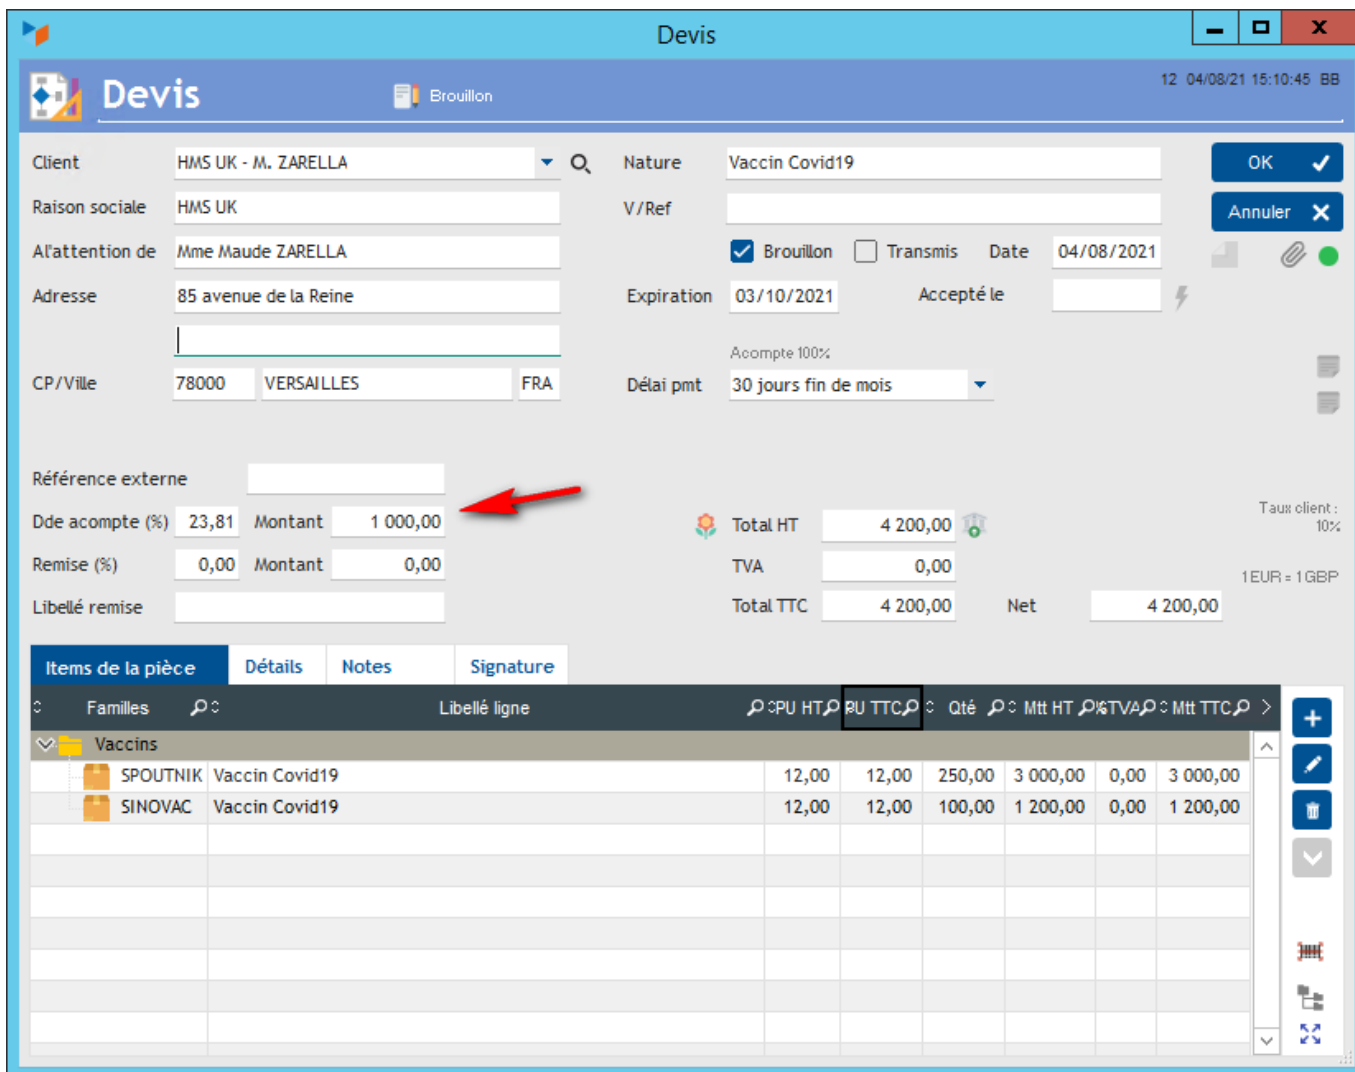 Devis
Devis
Brouillon
12 04/08/21 15:10:45 BB
Client HMS UK - M. ZARELLA Nature Vaccin Covid19 OK
Raison sociale HMS UK V/Ref Annuler
Al'attention de Mme Maude ZARELLA Brouillon Transmis Date 04/08/2021
Adresse 85 avenue de la Reine Expiration 03/10/2021 Accepté le
Acompte 100%
CP/Ville 78000 VERSAILLES FRA Délai pmt 30 jours fin de mois
Référence externe
Dde acompte (%) 23,81 Montant 1 000,00 Total HT 4 200,00 Taux client : 10%
Remise (%) 0,00 Montant 0,00 TVA 0,00 1 EUR = 1 GBP
Libellé remise Total TTC 4 200,00 Net 4 200,00
Items de la pièce Détails Notes Signature
Familles Libellé ligne PU HT PU TTC Qté Mtt HT %TVA Mtt TTC
Vaccins
SPOUTNIK Vaccin Covid19 12,00 12,00 250,00 3 000,00 0,00 3 000,00
SINOVAC Vaccin Covid19 12,00 12,00 100,00 1 200,00 0,00 1 200,00